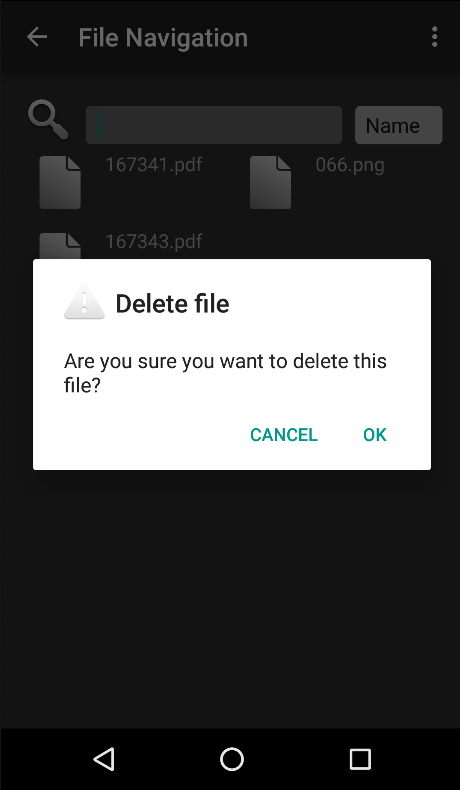 File Navigation
Name
167341.pdf
066.png
167343.pdf
Delete file
Are you sure you want to delete this
file?
CANCEL
OK